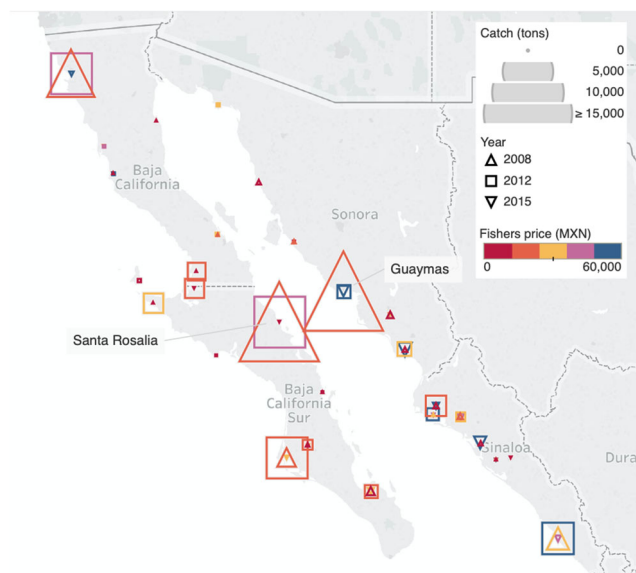 Catch (tons)
0
5,000
10,000
≥ 15,000
Year
2008
2012
2015
Fishers price (MXN)
0
60,000
Baja
California
Sonora
Guaymas
Santa Rosalia
Baja
California
Sur
Sinaloa
Dura